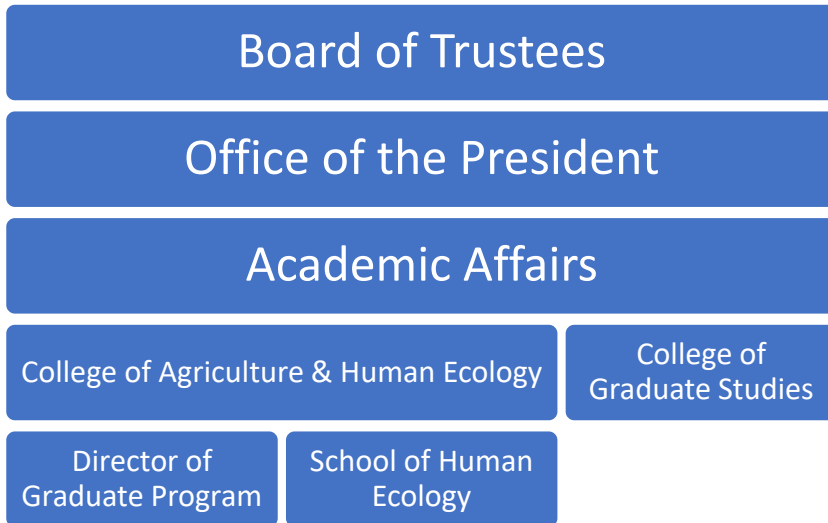 Board of Trustees
Office of the President
Academic Affairs
College of Agriculture & Human Ecology
College of
Graduate Studies
Director of
Graduate Program
School of Human
Ecology